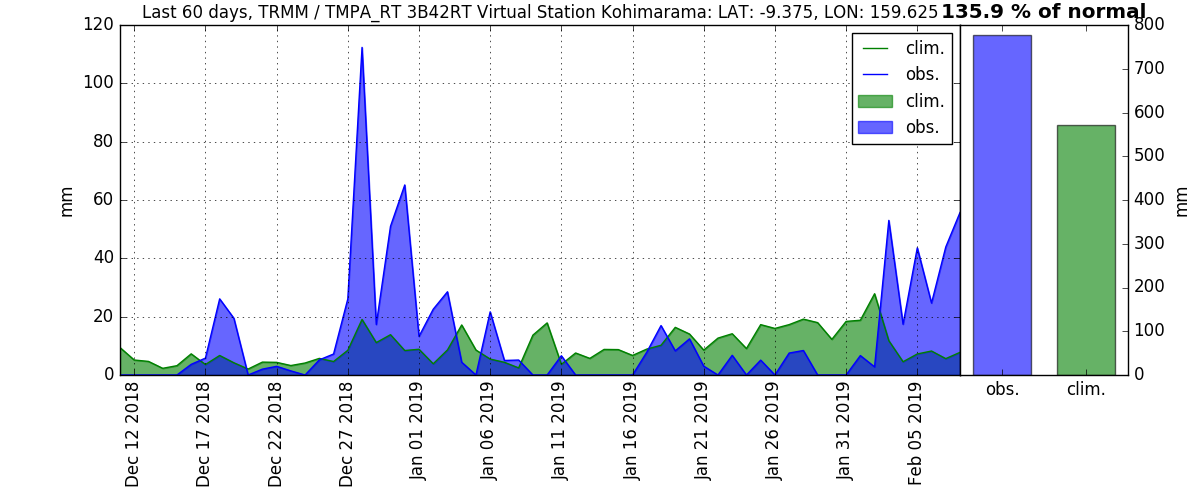 Last 60 days, TRMM / TMPA_RT 3B42RT Virtual Station Kohimarama: LAT: -9.375, LON: 159.625
135.9 % of normal
120
100
80
60
40
20
0
mm
clim.
obs.
clim.
obs.
Dec 12 2018
Dec 17 2018
Dec 22 2018
Dec 27 2018
Jan 01 2019
Jan 06 2019
Jan 11 2019
Jan 16 2019
Jan 21 2019
Jan 26 2019
Jan 31 2019
Feb 05 2019
800
700
600
500
400
300
200
100
0
mm
obs.
clim.